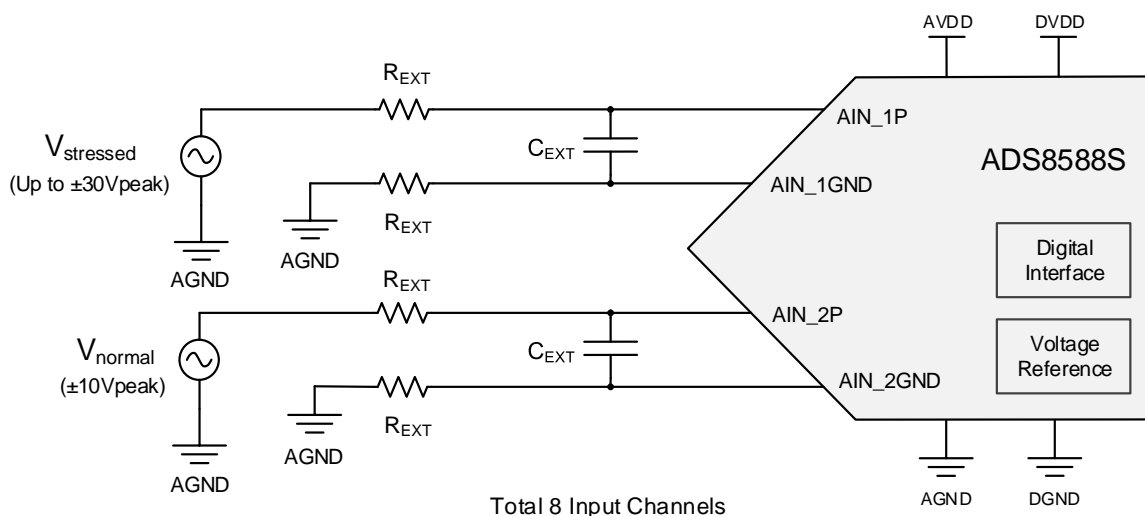 AVDD
DVDD
R_EXT
AIN_1P
V_stressed
(Up to ±30Vpeak)
C_EXT
ADS8588S
AIN_1GND
R_EXT
AGND
AGND
Digital
Interface
R_EXT
AIN_2P
V_normal
(±10Vpeak)
C_EXT
Voltage
Reference
AIN_2GND
R_EXT
AGND
AGND
AGND
DGND
Total 8 Input Channels